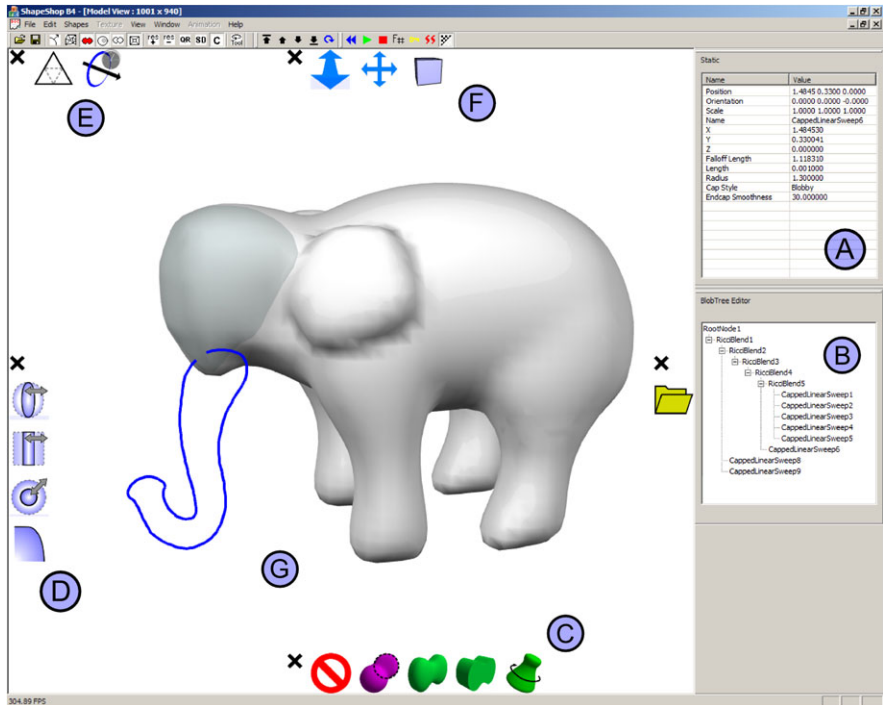 ShapeShop B4 - [Model View : 1001 x 940]
File Edit Shapes Texture View Window Animation Help
POS POS QR SD C Tool F#
E
F
Static
Name Value
Position 1.4845 0.3300 0.0000
Orientation 0.0000 0.0000 -0.0000
Scale 1.0000 1.0000 1.0000
Name CappedLinearSweep6
X 1.484530
Y 0.330041
Z 0.000000
Falloff Length 1.118310
Length 0.001000
Radius 1.300000
Cap Style Blobby
Endcap Smoothness 30.000000
A
BlobTree Editor
RootNode1
RicciBlend1
RicciBlend2
RicciBlend3
RicciBlend4
RicciBlend5
CappedLinearSweep1
CappedLinearSweep2
CappedLinearSweep3
CappedLinearSweep4
CappedLinearSweep5
CappedLinearSweep6
CappedLinearSweep8
CappedLinearSweep9
B
D
G
C
304.89 FPS